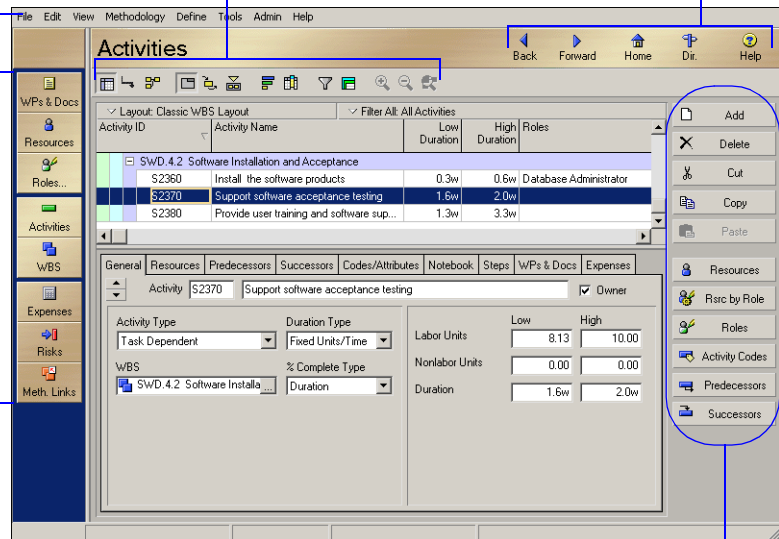 File Edit View Methodology Define Tools Admin Help
Activities
Back Forward Home Dir. Help
WPs & Docs
Resources
Roles...
Activities
WBS
Expenses
Risks
Meth. Links
Layout: Classic WBS Layout Filter All: All Activities
Activity ID Activity Name Low Duration High Duration Roles
SWD.4.2 Software Installation and Acceptance
S2360 Install the software products 0.3w 0.6w Database Administrator
S2370 Support software acceptance testing 1.6w 2.0w
S2380 Provide user training and software sup... 1.3w 3.3w
General Resources Predecessors Successors Codes/Attributes Notebook Steps WPs & Docs Expenses
Activity S2370 Support software acceptance testing Owner
Activity Type Duration Type
Task Dependent Fixed Units/Time
WBS % Complete Type
SWD.4.2 Software Installa ... Duration
Low High
Labor Units 8.13 10.00
Nonlabor Units 0.00 0.00
Duration 1.6w 2.0w
Add
Delete
Cut
Copy
Paste
Resources
Rsrc by Role
Roles
Activity Codes
Predecessors
Successors